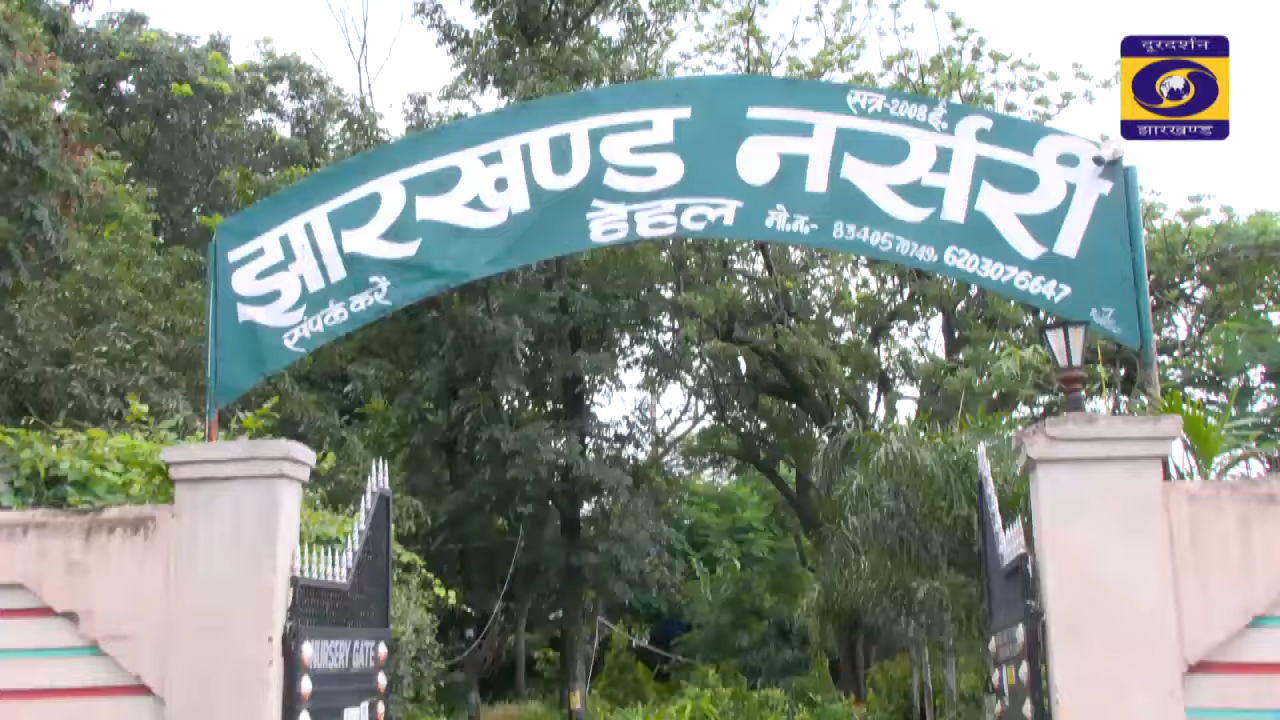 दूरदर्शन
झारखण्ड
सत्र-2008 ई.
झारखण्ड नर्सरी
डेहल
संपर्क करें
मो.न.- 8340570749, 6203076647
NURSERY GATE